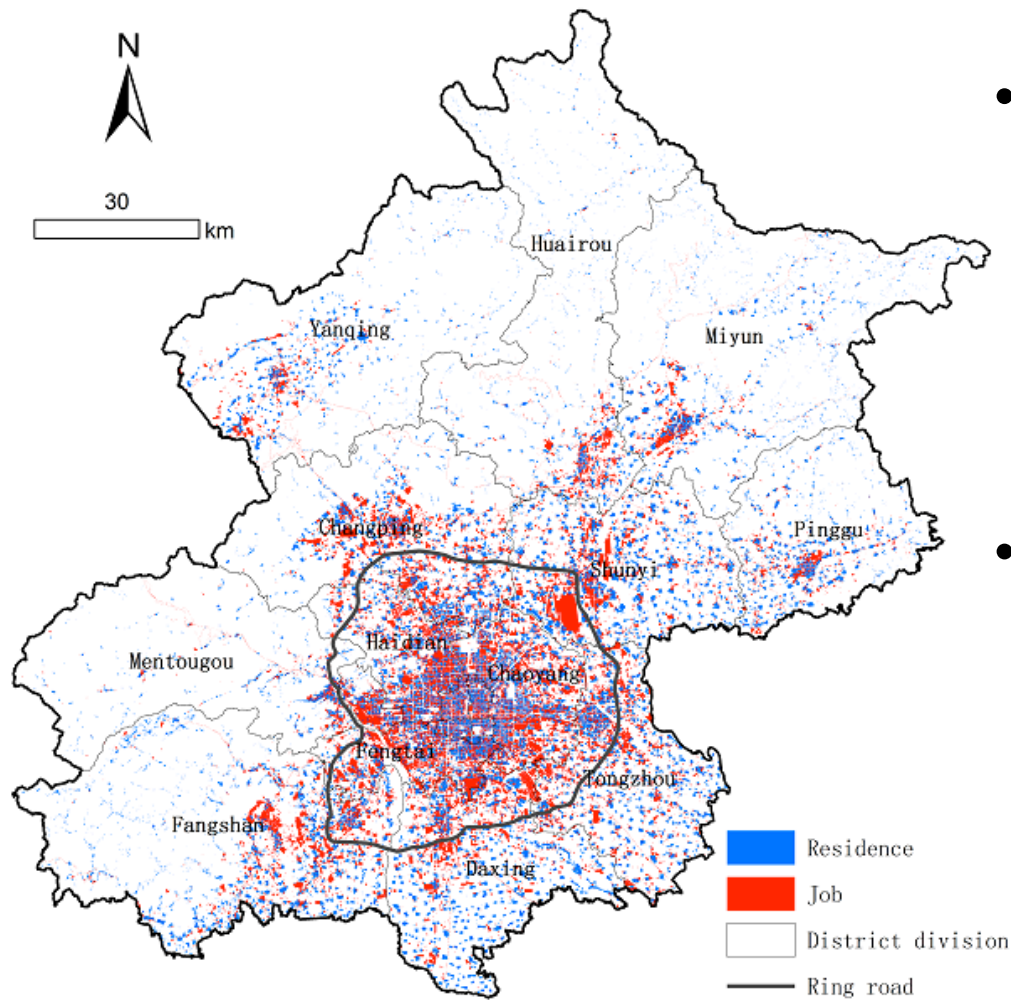 N
30
km
Huairou
Yanqing
Miyun
Changping
Pinggu
Shunyi
Haidian
Mentougou
Chaoyang
Fengtai
Tongzhou
Fangshan
Daxing
Residence
Job
District division
Ring road